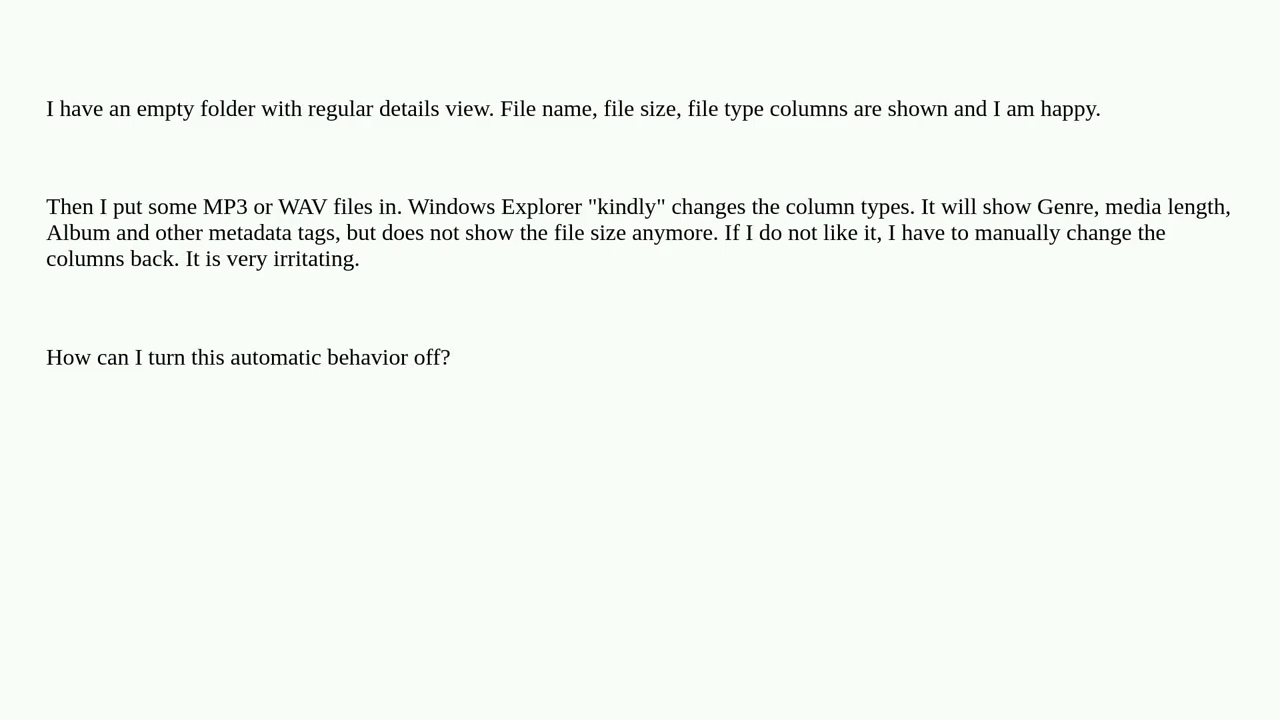 I have an empty folder with regular details view. File name, file size, file type columns are shown and I am happy.
Then I put some MP3 or WAV files in. Windows Explorer "kindly" changes the column types. It will show Genre, media length,
Album and other metadata tags, but does not show the file size anymore. If I do not like it, I have to manually change the
columns back. It is very irritating.
How can I turn this automatic behavior off?